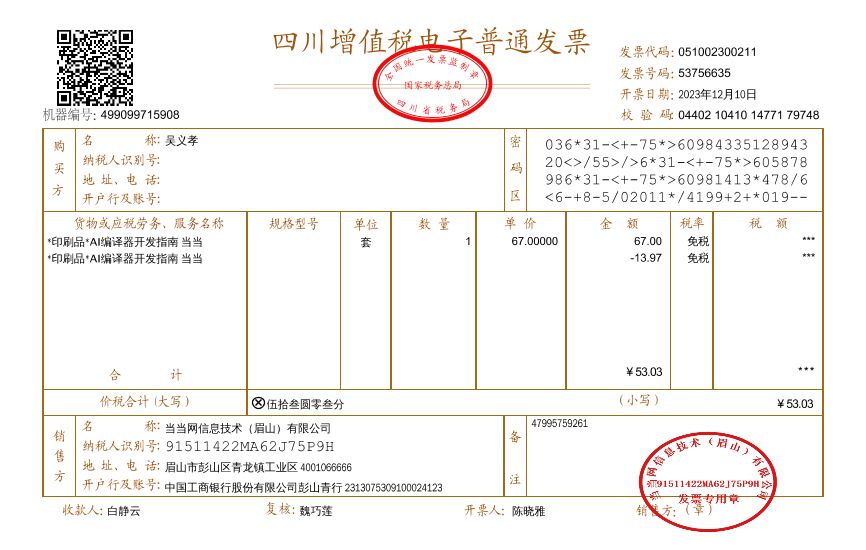 四川增值税电子普通发票
全国统一发票监制章
国家税务总局
四川省税务局
发票代码: 051002300211
发票号码: 53756635
开票日期: 2023年12月10日
机器编号: 499099715908
校 验 码: 04402 10410 14771 79748
购买方
名 称: 吴义孝
纳税人识别号:
地 址、电 话:
开户行及账号:
密码区
036*31-<+-75*>60984335128943
20<>/55>/>6*31-<+-75*>605878
986*31-<+-75*>60981413*478/6
<6-+8-5/02011*/4199+2+*019--
货物或应税劳务、服务名称 规格型号 单位 数 量 单 价 金 额 税率 税 额
*印刷品*AI编译器开发指南 当当 套 1 67.00000 67.00 免税 ***
*印刷品*AI编译器开发指南 当当 -13.97 免税 ***
合 计 ￥53.03 ***
价税合计 (大写) ⊗伍拾叁圆零叁分 (小写) ￥53.03
销售方
名 称: 当当网信息技术（眉山）有限公司
纳税人识别号: 91511422MA62J75P9H
地 址、电 话: 眉山市彭山区青龙镇工业区 4001066666
开户行及账号: 中国工商银行股份有限公司彭山青行 2313075309100024123
备注
47995759261
当当网信息技术（眉山）有限公司
91511422MA62J75P9H
发票专用章
收款人: 白静云 复核: 魏巧莲 开票人: 陈晓雅 销售方: (章)